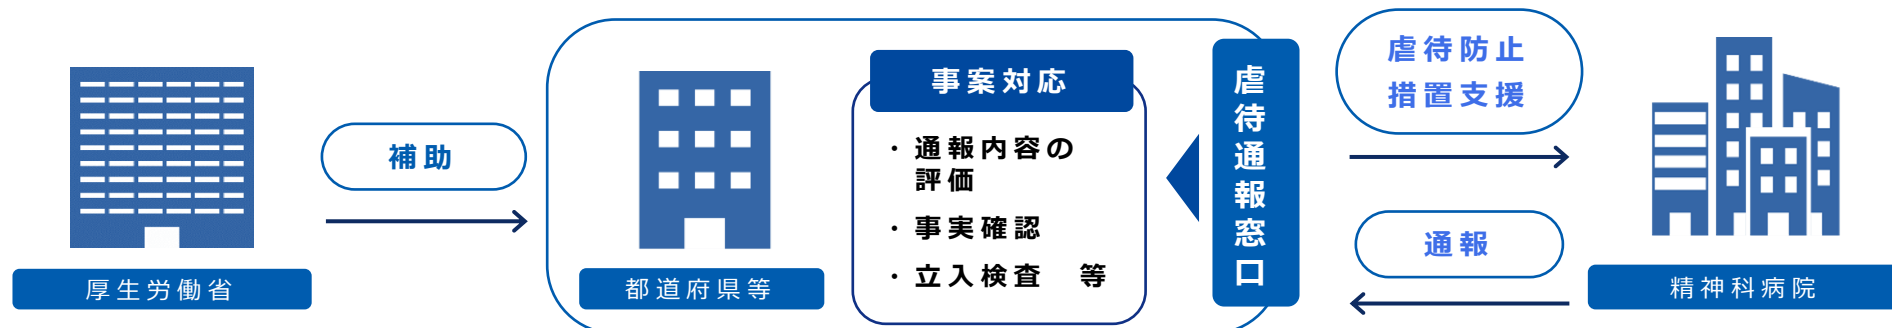 厚生労働省
補助
都道府県等
事案対応
・通報内容の
評価
・事実確認
・立入検査　等
虐待通報窓口
虐待防止
措置支援
通報
精神科病院